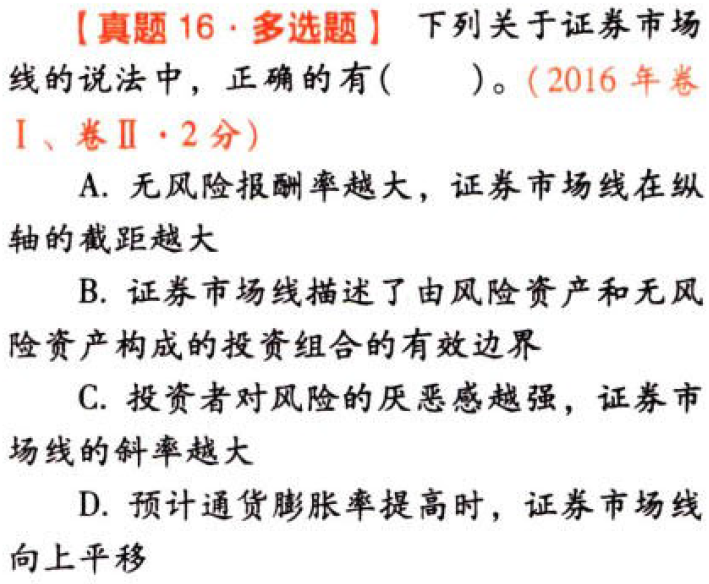 【真题 16·多选题】 下列关于证券市场
线的说法中，正确的有(　　)。(2016 年卷
Ⅰ、卷Ⅱ·2 分)
A. 无风险报酬率越大，证券市场线在纵
轴的截距越大
B. 证券市场线描述了由风险资产和无风
险资产构成的投资组合的有效边界
C. 投资者对风险的厌恶感越强，证券市
场线的斜率越大
D. 预计通货膨胀率提高时，证券市场线
向上平移